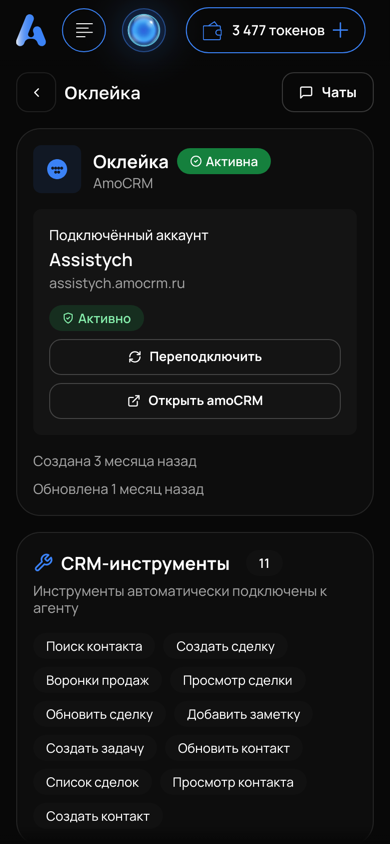 3 477 токенов
Оклейка
Чаты
Оклейка
Активна
AmoCRM
Подключённый аккаунт
Assistych
assistych.amocrm.ru
Активно
Переподключить
Открыть amoCRM
Создана 3 месяца назад
Обновлена 1 месяц назад
CRM-инструменты 11
Инструменты автоматически подключены к
агенту
Поиск контакта Создать сделку
Воронки продаж Просмотр сделки
Обновить сделку Добавить заметку
Создать задачу Обновить контакт
Список сделок Просмотр контакта
Создать контакт